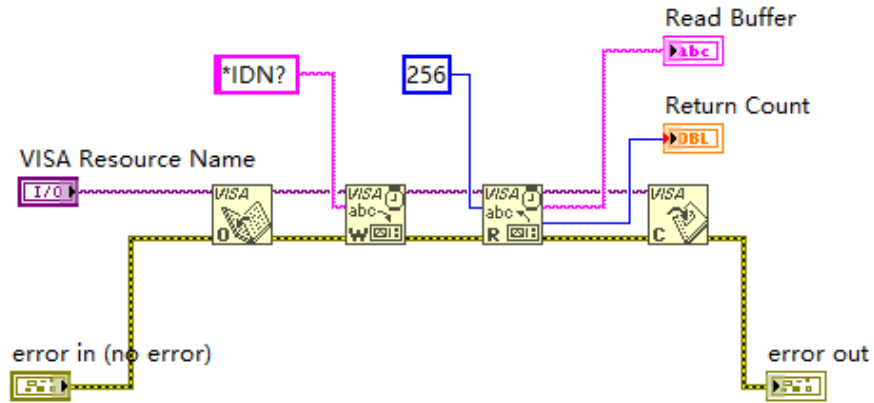 Read Buffer
abc
*IDN?
256
Return Count
DBL
VISA Resource Name
I/O
VISA
O
VISA
abc
W
VISA
abc
R
VISA
C
error in (no error)
error out